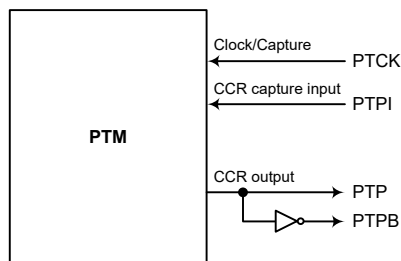 Clock/Capture
PTCK
CCR capture input
PTPI
PTM
CCR output
PTP
PTPB